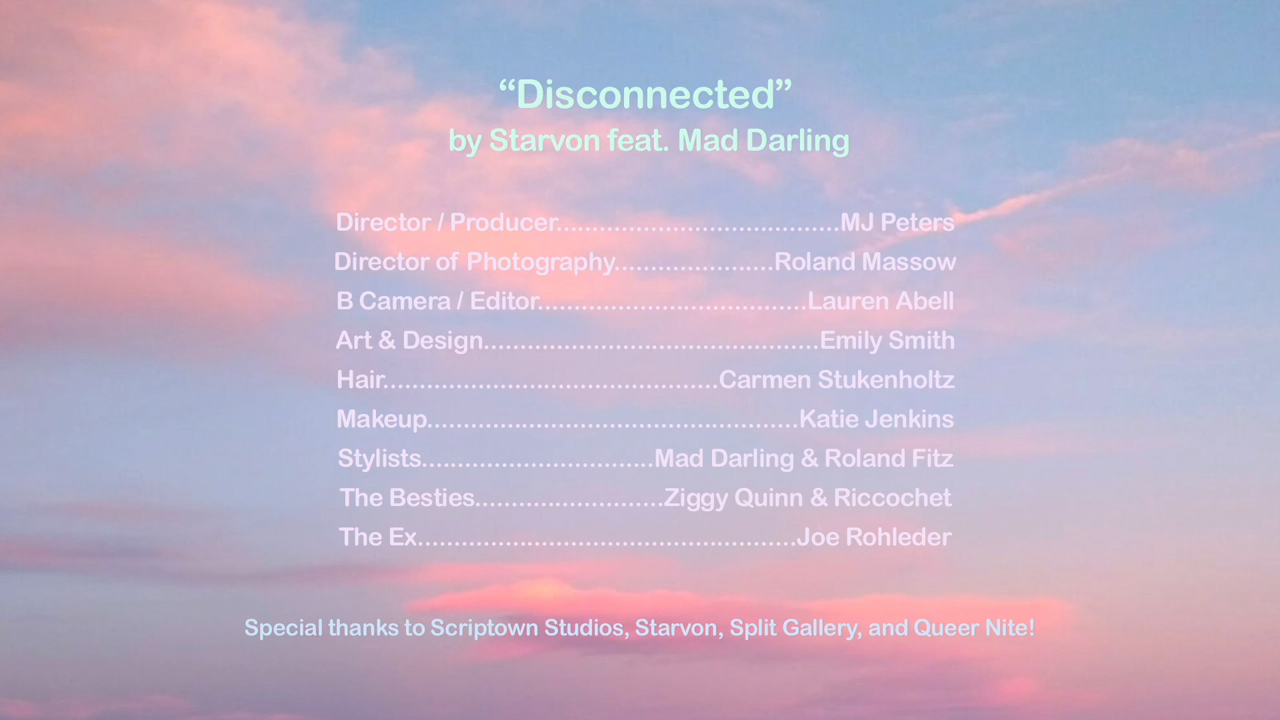 “Disconnected”
by Starvon feat. Mad Darling
Director / Producer.......................................MJ Peters
Director of Photography......................Roland Massow
B Camera / Editor.....................................Lauren Abell
Art & Design..............................................Emily Smith
Hair..............................................Carmen Stukenholtz
Makeup...................................................Katie Jenkins
Stylists................................Mad Darling & Roland Fitz
The Besties..........................Ziggy Quinn & Riccochet
The Ex....................................................Joe Rohleder
Special thanks to Scriptown Studios, Starvon, Split Gallery, and Queer Nite!